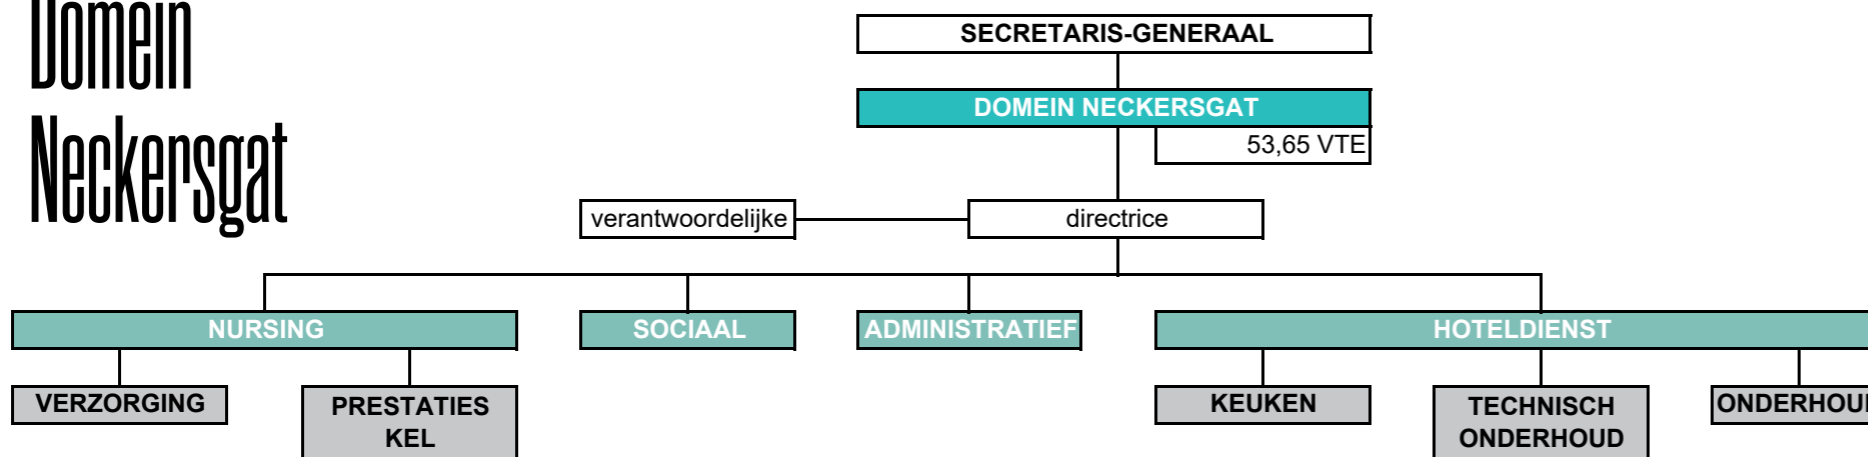 Domein
Neckersgat
SECRETARIS-GENERAAL
DOMEIN NECKERSGAT
53,65 VTE
verantwoordelijke
directrice
NURSING
SOCIAAL
ADMINISTRATIEF
HOTELDIENST
VERZORGING
PRESTATIES
KEL
KEUKEN
TECHNISCH
ONDERHOUD
ONDERHOUD